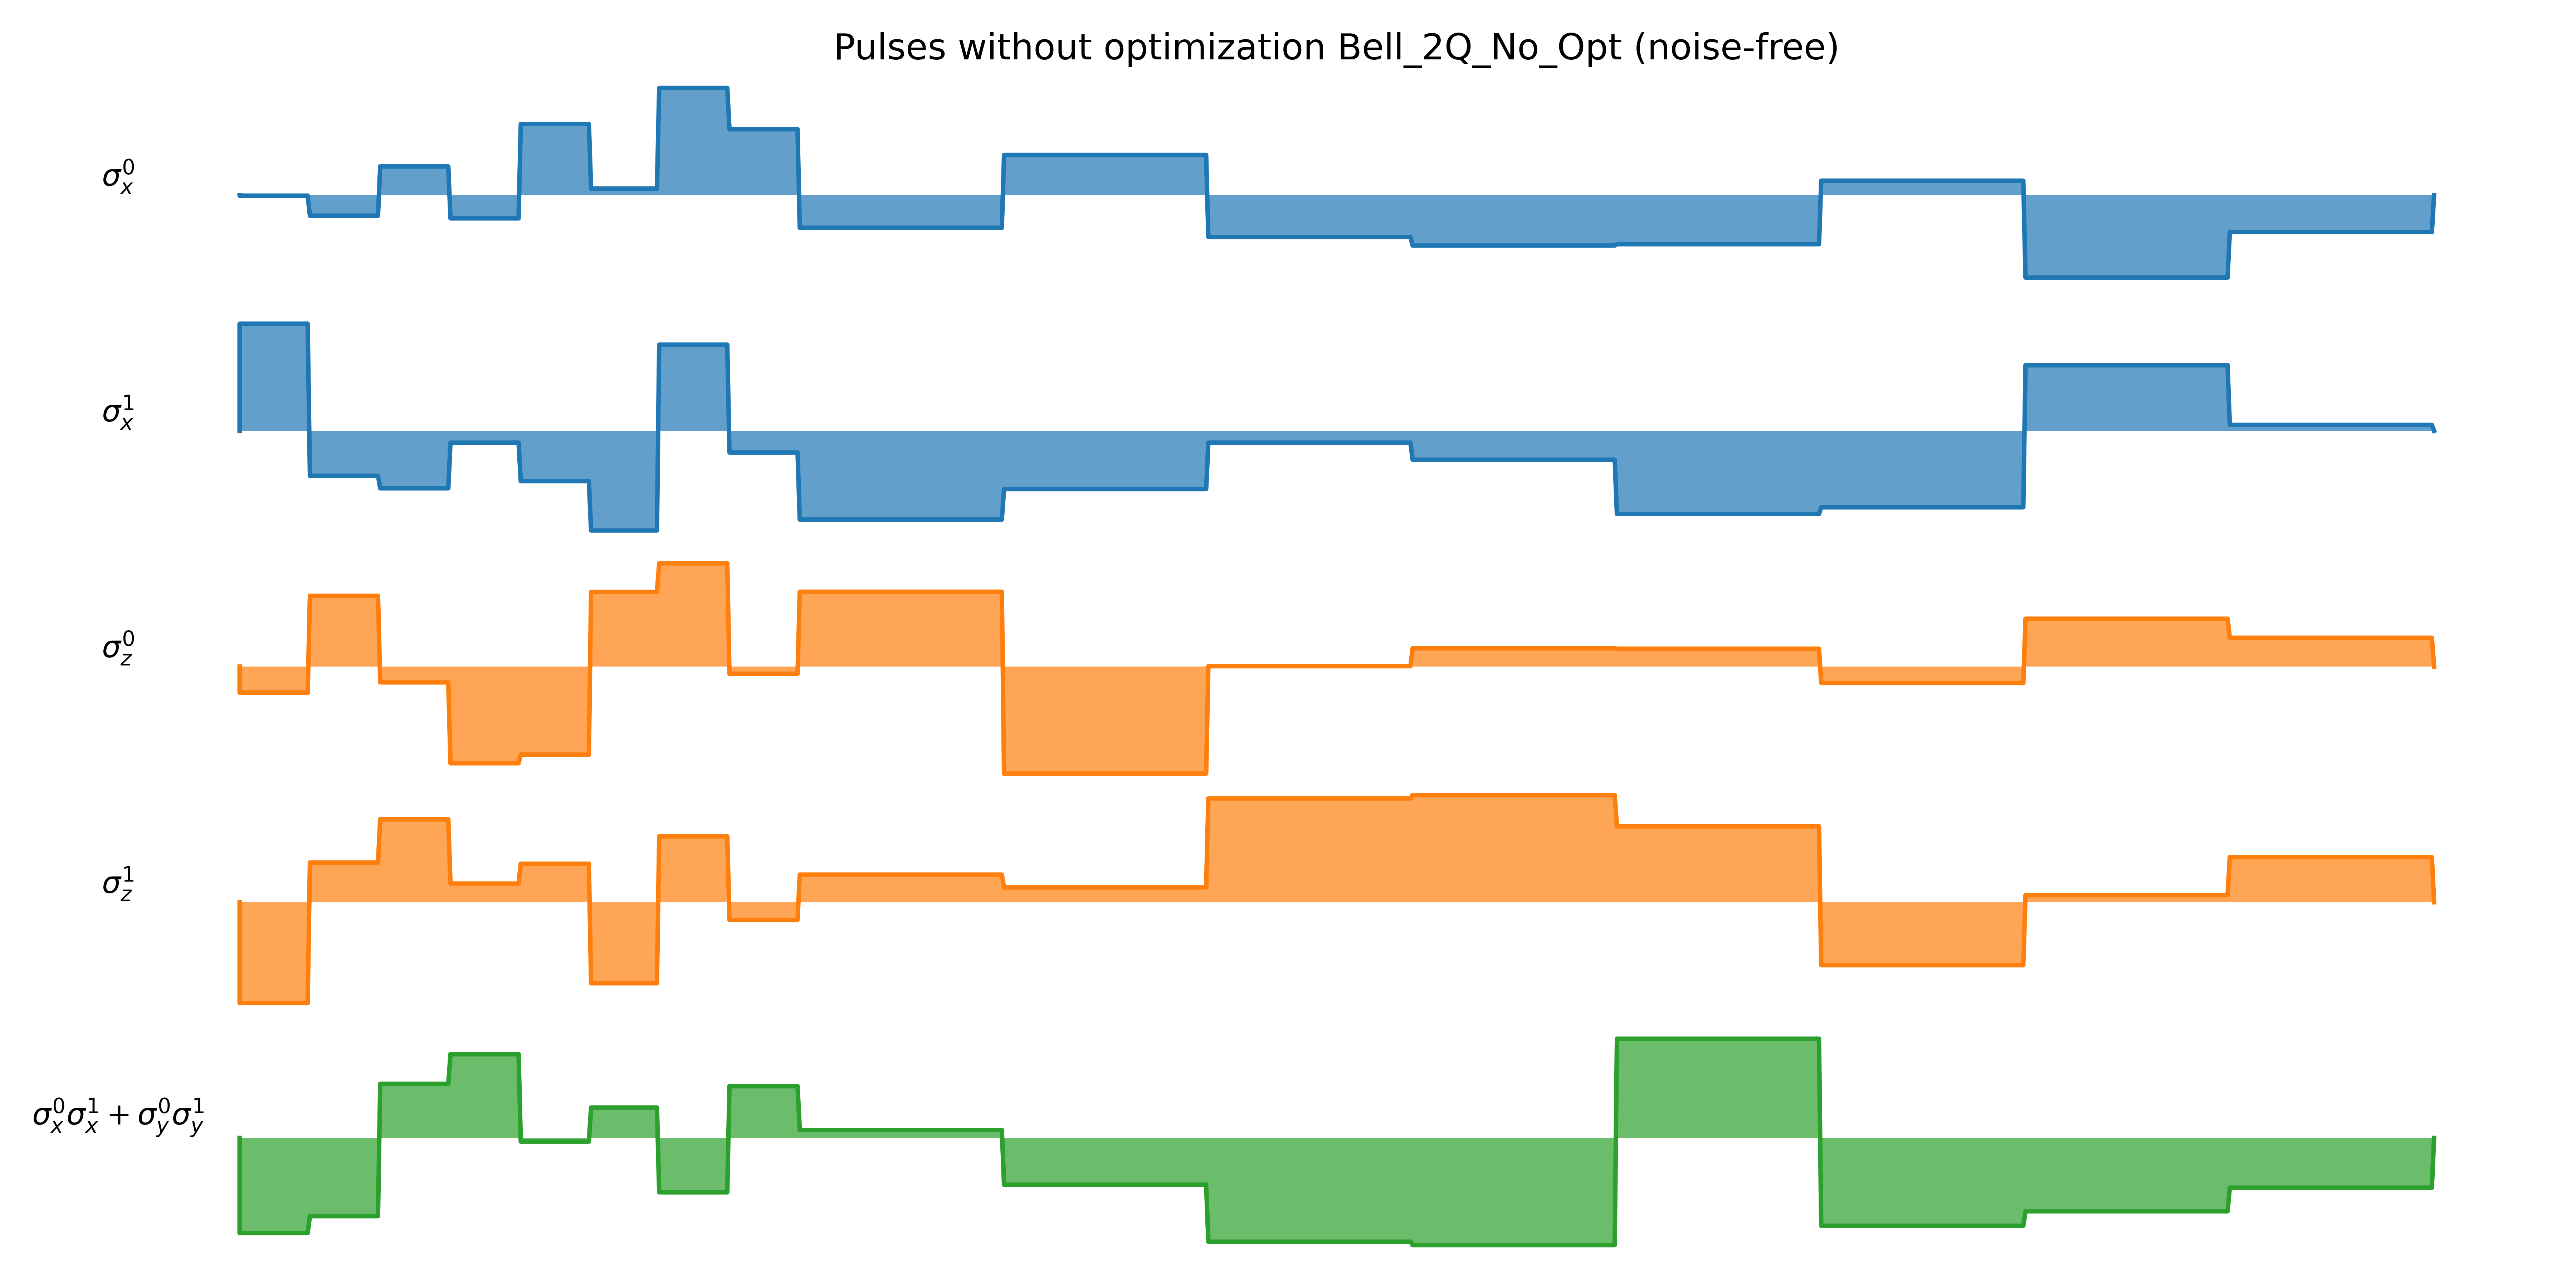 Pulses without optimization Bell_2Q_No_Opt (noise-free)
σ_x^0
σ_x^1
σ_z^0
σ_z^1
σ_x^0σ_x^1 + σ_y^0σ_y^1